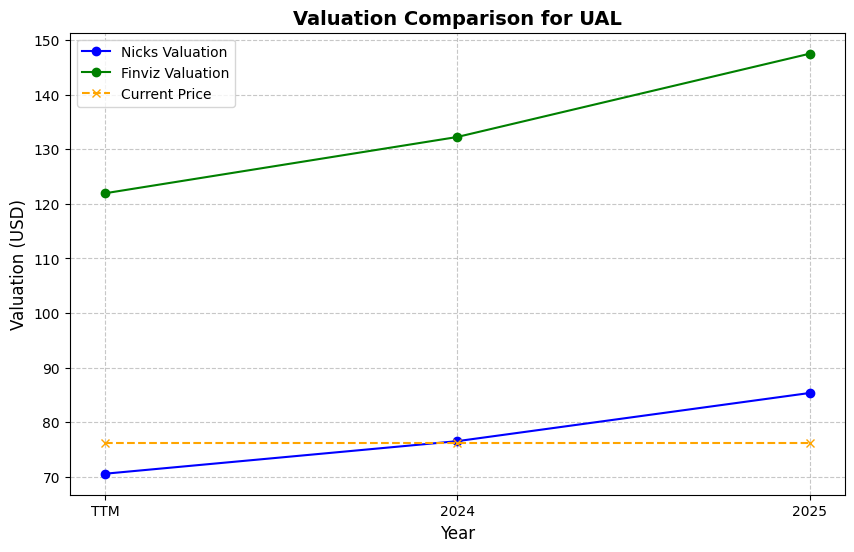 Valuation Comparison for UAL
Nicks Valuation
Finviz Valuation
Current Price
Valuation (USD)
150
140
130
120
110
100
90
80
70
TTM
2024
2025
Year